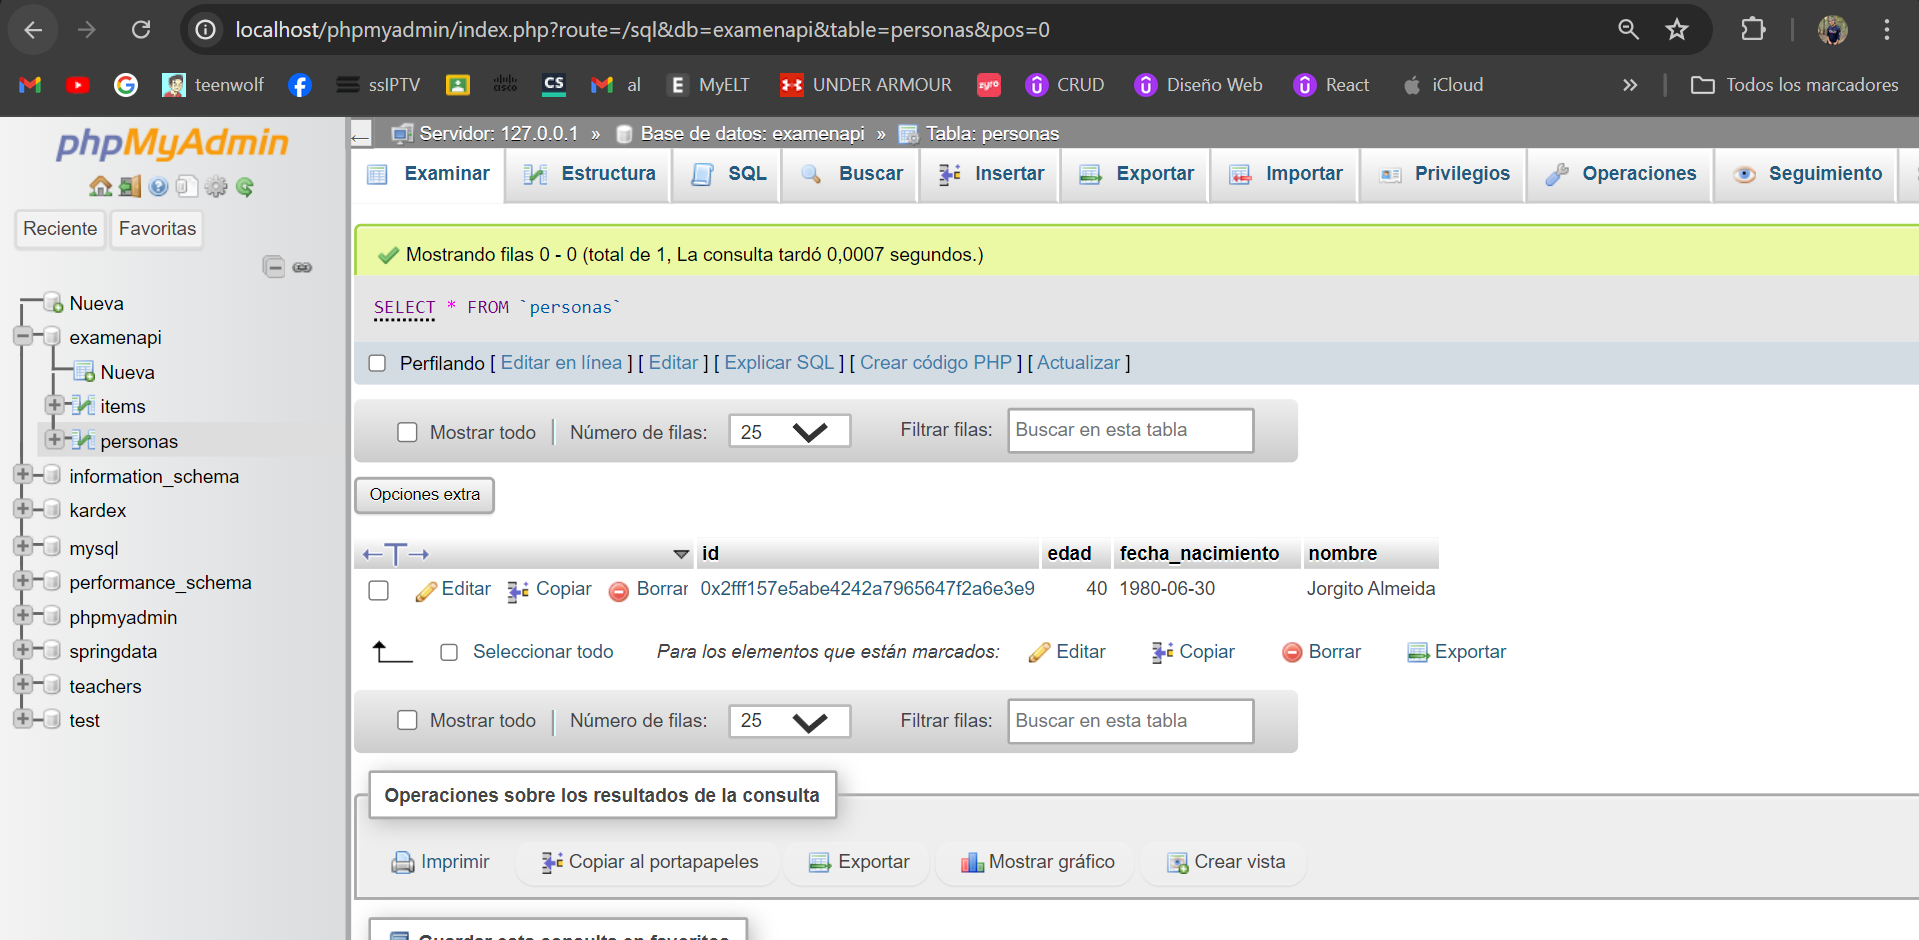 localhost/phpmyadmin/index.php?route=/sql&db=examenapi&table=personas&pos=0
teenwolf
ssIPTV
cisco
CS
al
E MyELT
UNDER ARMOUR
CRUD
Diseño Web
React
iCloud
»
Todos los marcadores
phpMyAdmin
Reciente
Favoritas
Nueva
examenapi
Nueva
items
personas
information_schema
kardex
mysql
performance_schema
phpmyadmin
springdata
teachers
test
Servidor: 127.0.0.1 » Base de datos: examenapi » Tabla: personas
Examinar
Estructura
SQL
Buscar
Insertar
Exportar
Importar
Privilegios
Operaciones
Seguimiento
Mostrando filas 0 - 0 (total de 1, La consulta tardó 0,0007 segundos.)
SELECT * FROM `personas`
Perfilando [ Editar en línea ] [ Editar ] [ Explicar SQL ] [ Crear código PHP ] [ Actualizar ]
Mostrar todo
Número de filas: 25
Filtrar filas: Buscar en esta tabla
Opciones extra
←T→ id edad fecha_nacimiento nombre
Editar Copiar Borrar 0x2fff157e5abe4242a7965647f2a6e3e9 40 1980-06-30 Jorgito Almeida
Seleccionar todo Para los elementos que están marcados: Editar Copiar Borrar Exportar
Mostrar todo
Número de filas: 25
Filtrar filas: Buscar en esta tabla
Operaciones sobre los resultados de la consulta
Imprimir Copiar al portapapeles Exportar Mostrar gráfico Crear vista
Guardar esta consulta en favoritos